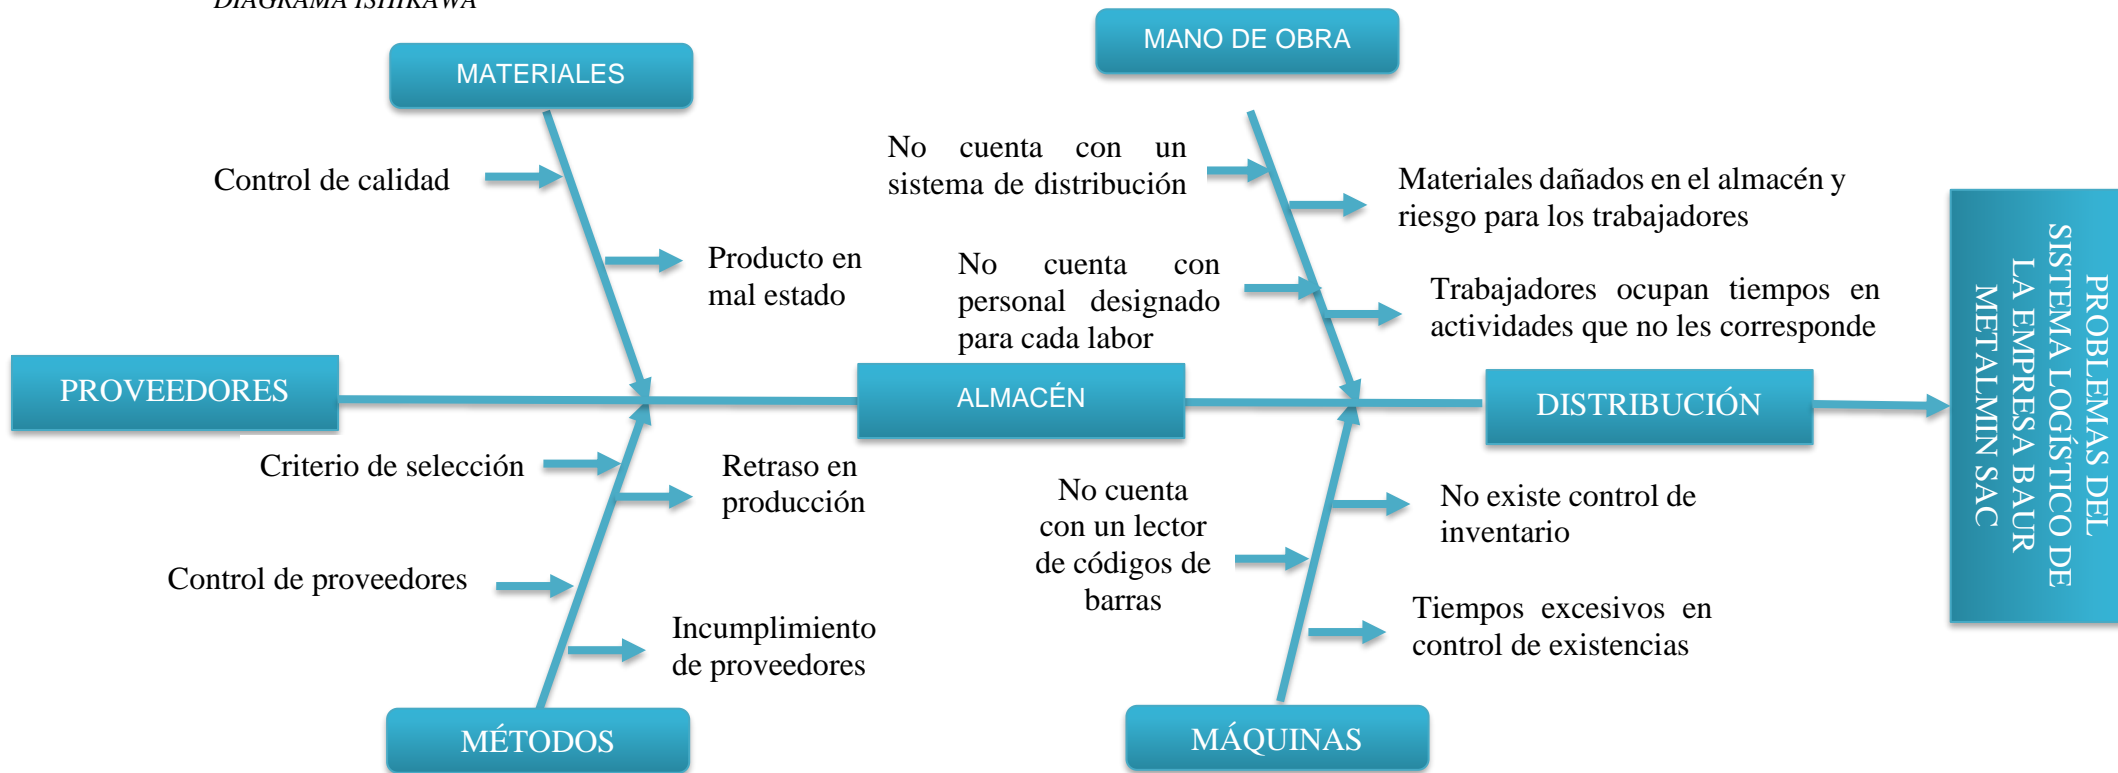 DIAGRAMA ISHIKAWA
MATERIALES
MANO DE OBRA
Control de calidad
Producto en
mal estado
No cuenta con un
sistema de distribución
Materiales dañados en el almacén y
riesgo para los trabajadores
No cuenta con
personal designado
para cada labor
Trabajadores ocupan tiempos en
actividades que no les corresponde
PROVEEDORES
ALMACÉN
DISTRIBUCIÓN
PROBLEMAS DEL
SISTEMA LOGÍSTICO DE
LA EMPRESA BAUR
METALMIN SAC
Criterio de selección
Retraso en
producción
Control de proveedores
Incumplimiento
de proveedores
No cuenta
con un lector
de códigos de
barras
No existe control de
inventario
Tiempos excesivos en
control de existencias
MÉTODOS
MÁQUINAS